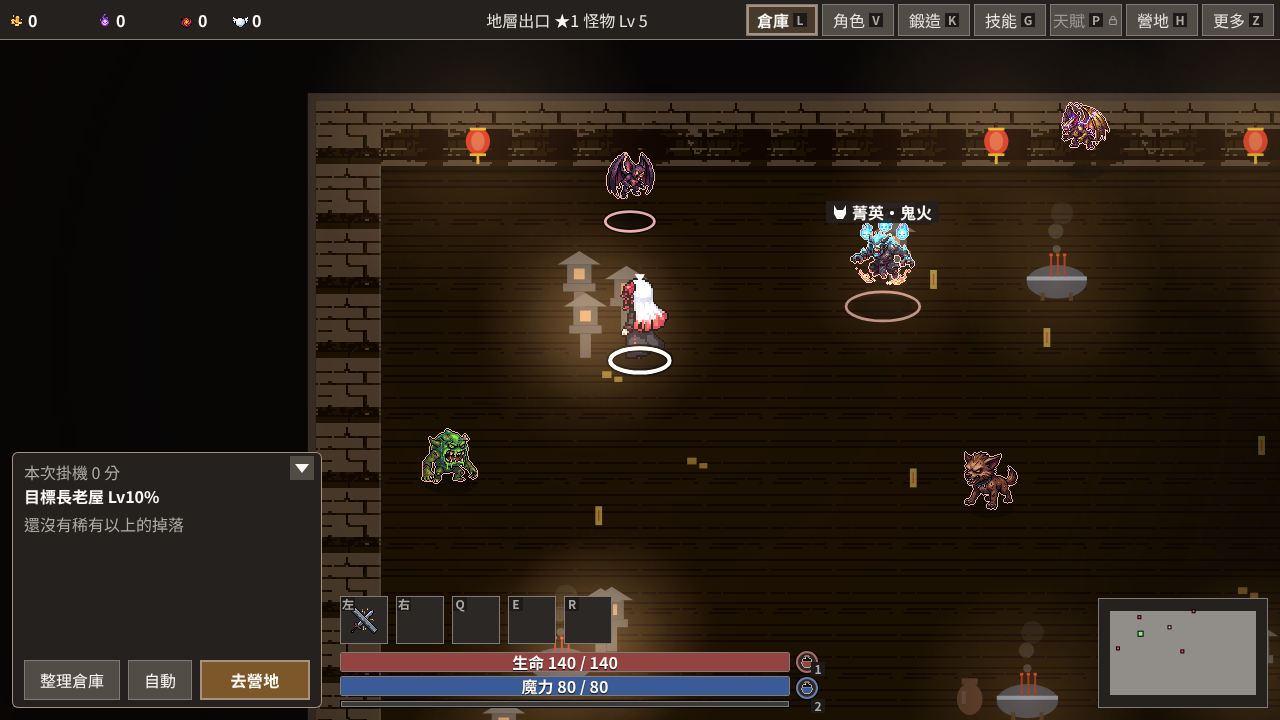 0 0 0 0
地層出口 ★1 怪物 Lv 5
倉庫 L 角色 V 鍛造 K 技能 G 天賦 P 營地 H 更多 Z
菁英・鬼火
本次掛機 0 分
目標長老屋 Lv10%
還沒有稀有以上的掉落
整理倉庫 自動 去營地
左 右 Q E R
生命 140 / 140
1
魔力 80 / 80
2